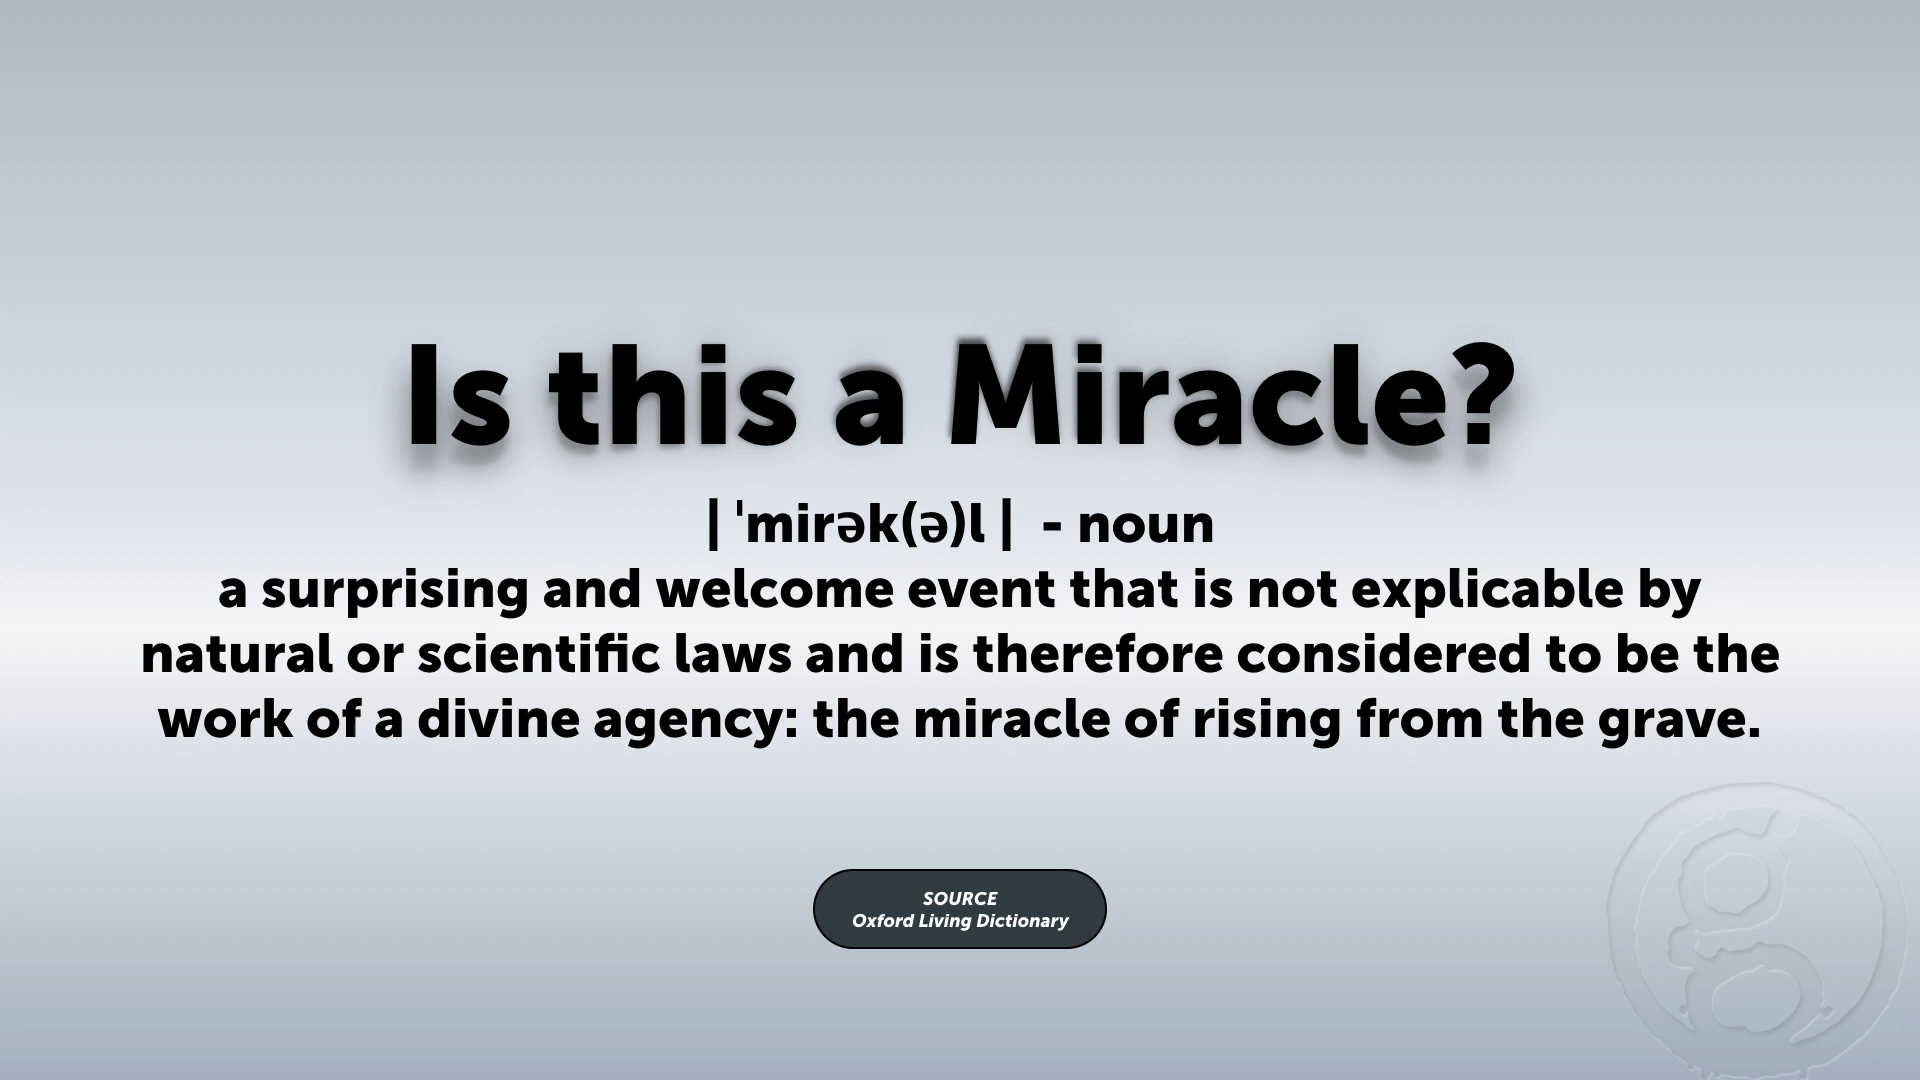 Is this a Miracle?
| ˈmirək(ə)l | - noun
a surprising and welcome event that is not explicable by
natural or scientific laws and is therefore considered to be the
work of a divine agency: the miracle of rising from the grave.
SOURCE
Oxford Living Dictionary
g